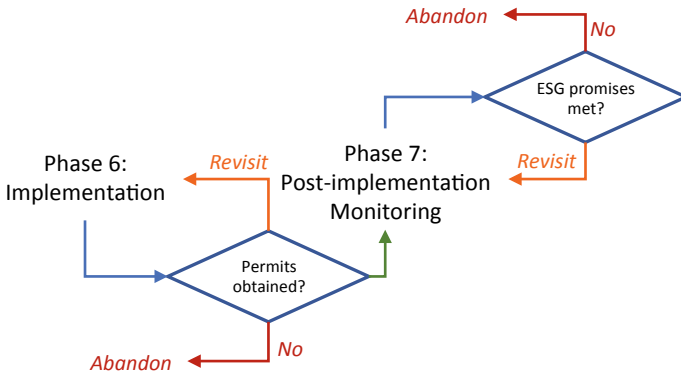 Abandon
No
ESG promises
met?
Phase 6:
Implementation
Revisit
Phase 7:
Post-implementation
Monitoring
Revisit
Permits
obtained?
Abandon
No